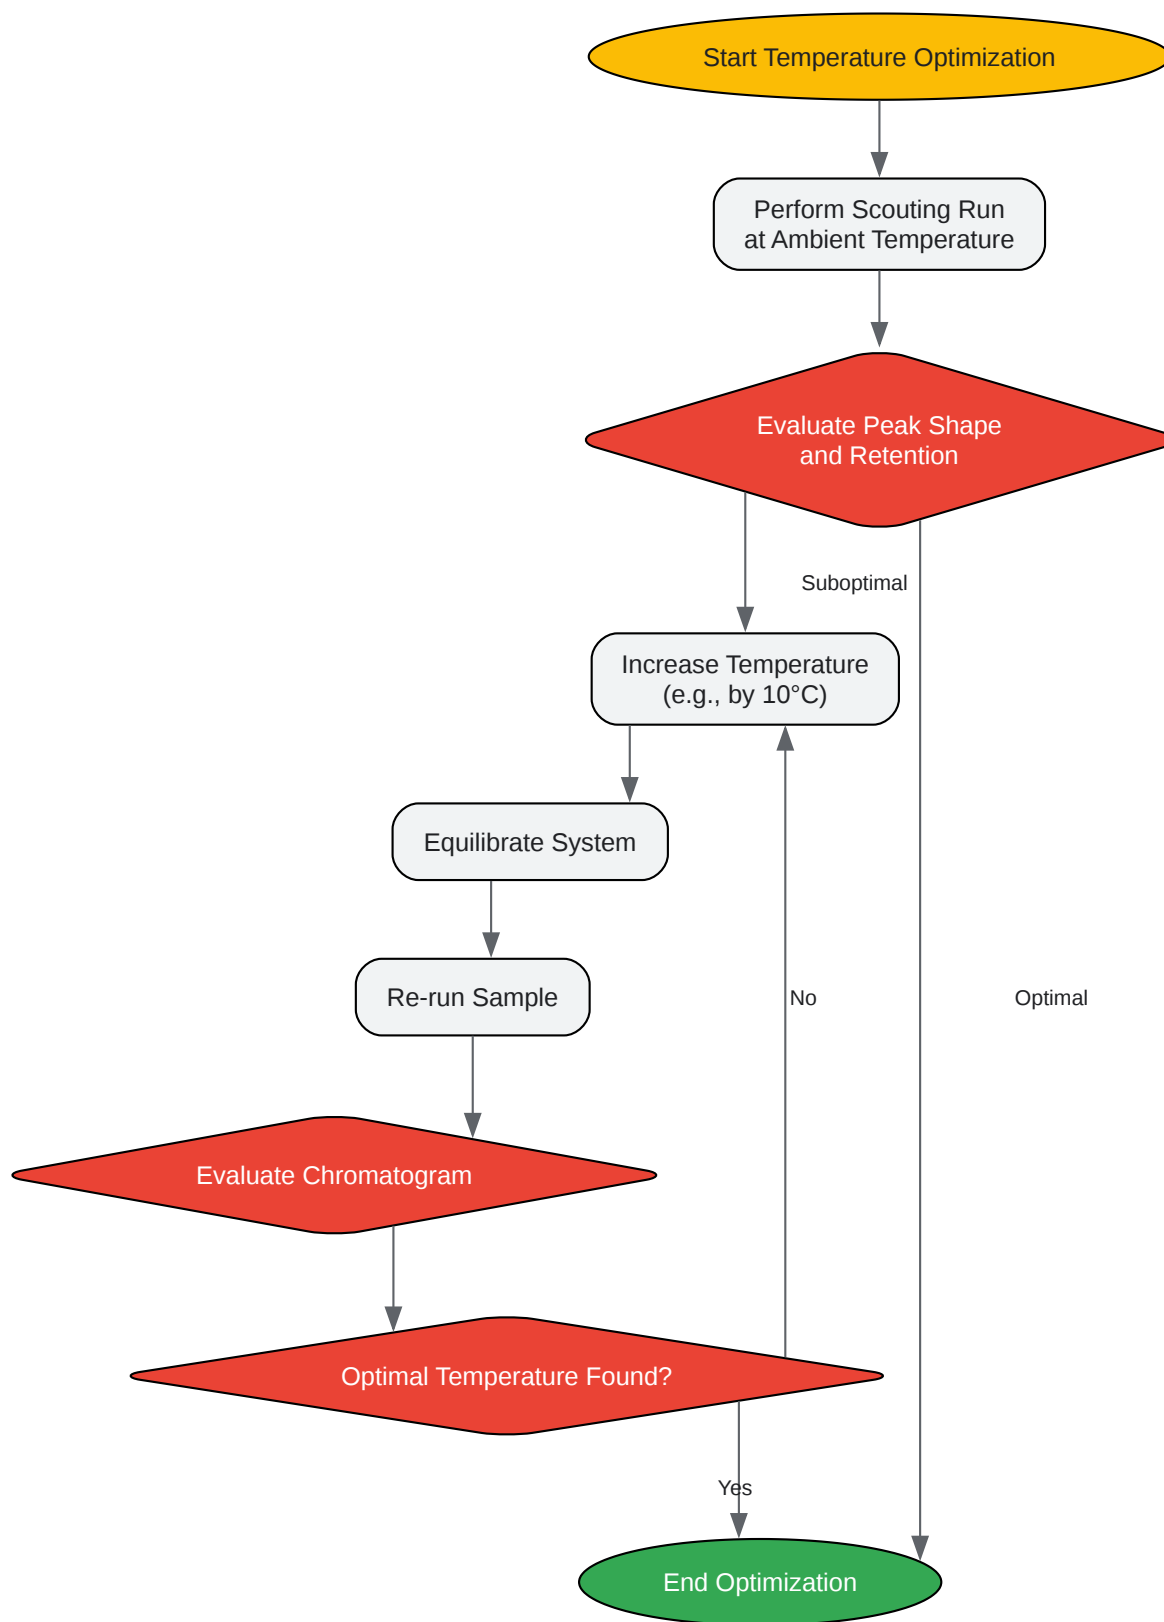 Start Temperature Optimization
Perform Scouting Run
at Ambient Temperature
Evaluate Peak Shape
and Retention
Suboptimal
Increase Temperature
(e.g., by 10°C)
Equilibrate System
Re-run Sample
No
Optimal
Evaluate Chromatogram
Optimal Temperature Found?
Yes
End Optimization